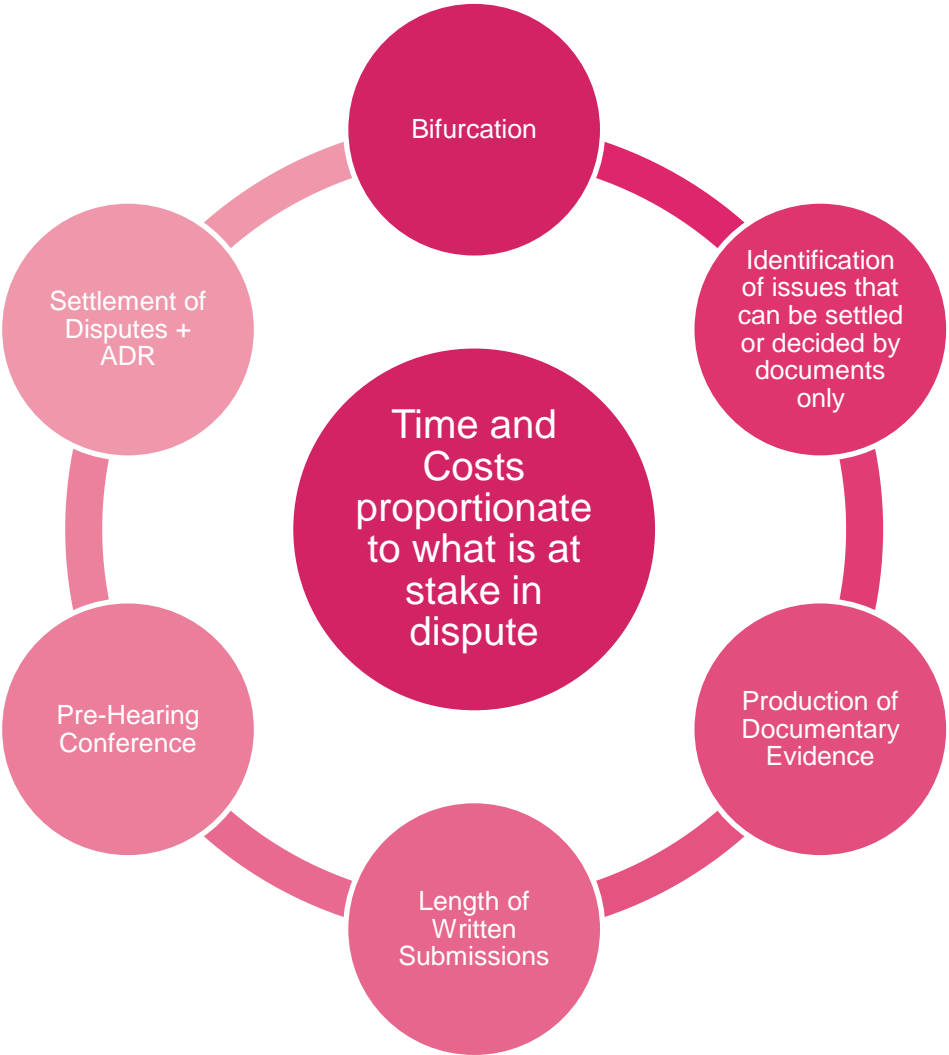 Bifurcation
Identification
of issues that
can be settled
or decided by
documents
only
Production of
Documentary
Evidence
Length of
Written
Submissions
Pre-Hearing
Conference
Settlement of
Disputes +
ADR
Time and
Costs
proportionate
to what is at
stake in
dispute